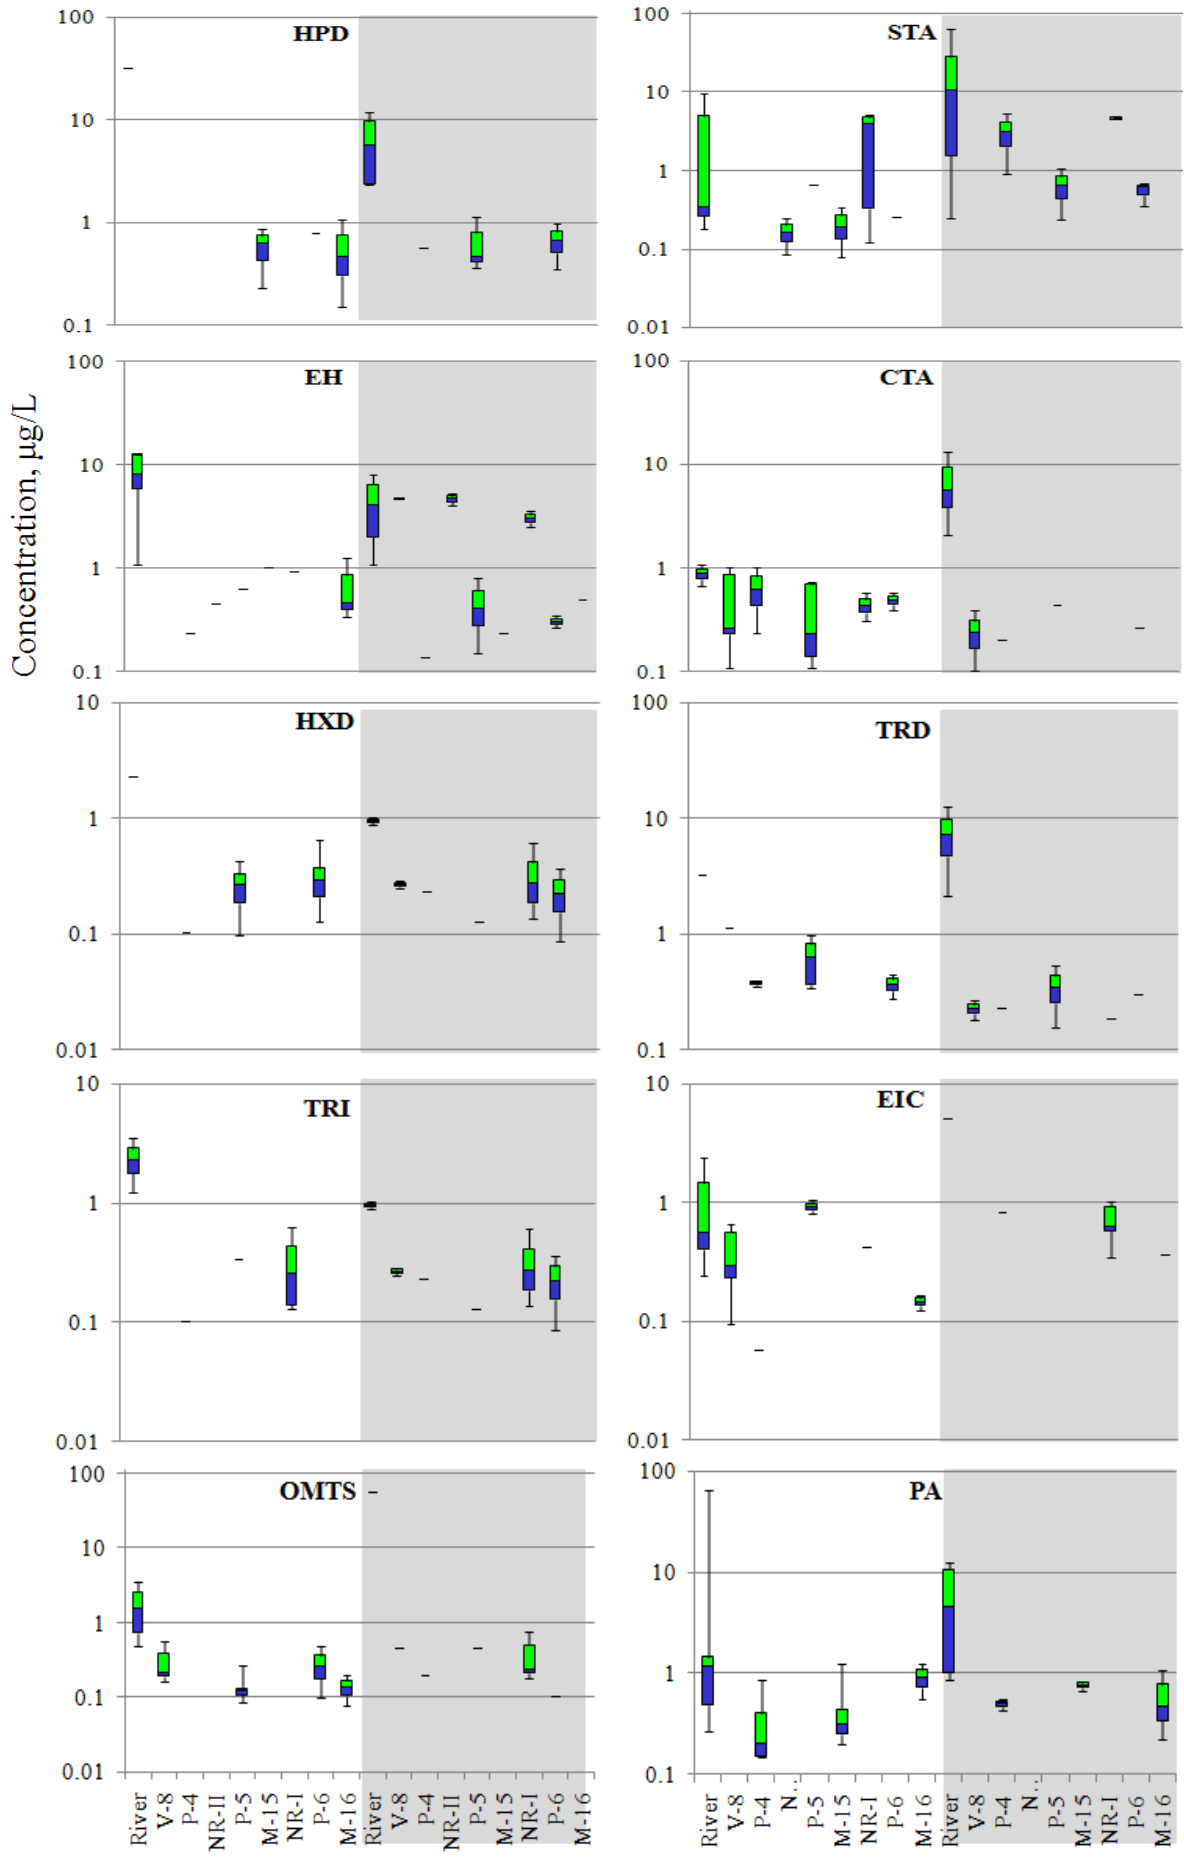 Concentration, µg/L
HPD
100
10
1
0.1
STA
100
10
1
0.1
0.01
EH
100
10
1
0.1
CTA
100
10
1
0.1
HXD
10
1
0.1
0.01
TRD
100
10
1
0.1
TRI
10
1
0.1
0.01
EIC
10
1
0.1
0.01
OMTS
100
10
1
0.1
0.01
River
V-8
P-4
NR-II
P-5
M-15
NR-I
P-6
M-16
River
V-8
P-4
NR-II
P-5
M-15
NR-I
P-6
M-16
PA
100
10
1
0.1
River
V-8
P-4
N..
P-5
M-15
NR-I
P-6
M-16
River
V-8
P-4
N..
P-5
M-15
NR-I
P-6
M-16